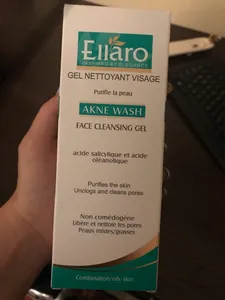 Ellaro
GEL NETTOYANT VISAGE
Purifie la peau
AKNE WASH
FACE CLEANSING GEL
acide salicylique et acide
oléanolique
Purifies the skin
Unclogs and cleans pores
Non comédogène
Libère et nettoie les pores
Peaux mixtes/grasses
Combination/oily skin